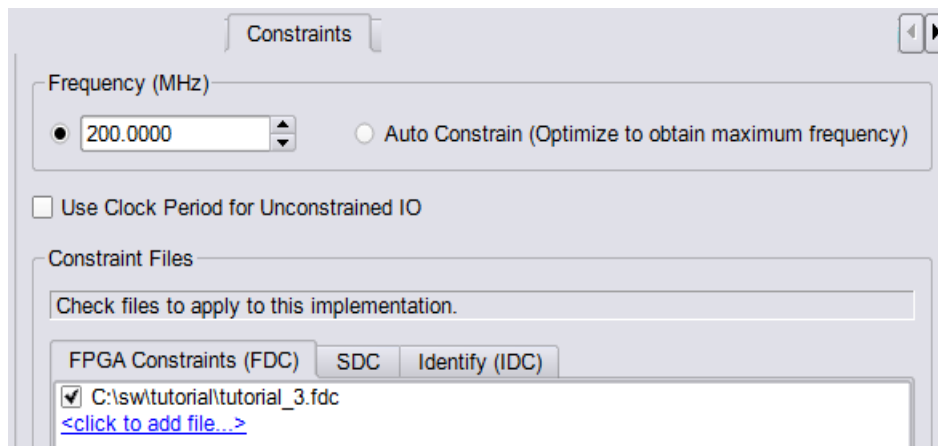 Constraints
Frequency (MHz)
200.0000 Auto Constrain (Optimize to obtain maximum frequency)
Use Clock Period for Unconstrained IO
Constraint Files
Check files to apply to this implementation.
FPGA Constraints (FDC) SDC Identify (IDC)
C:\sw\tutorial\tutorial_3.fdc
<click to add file...>